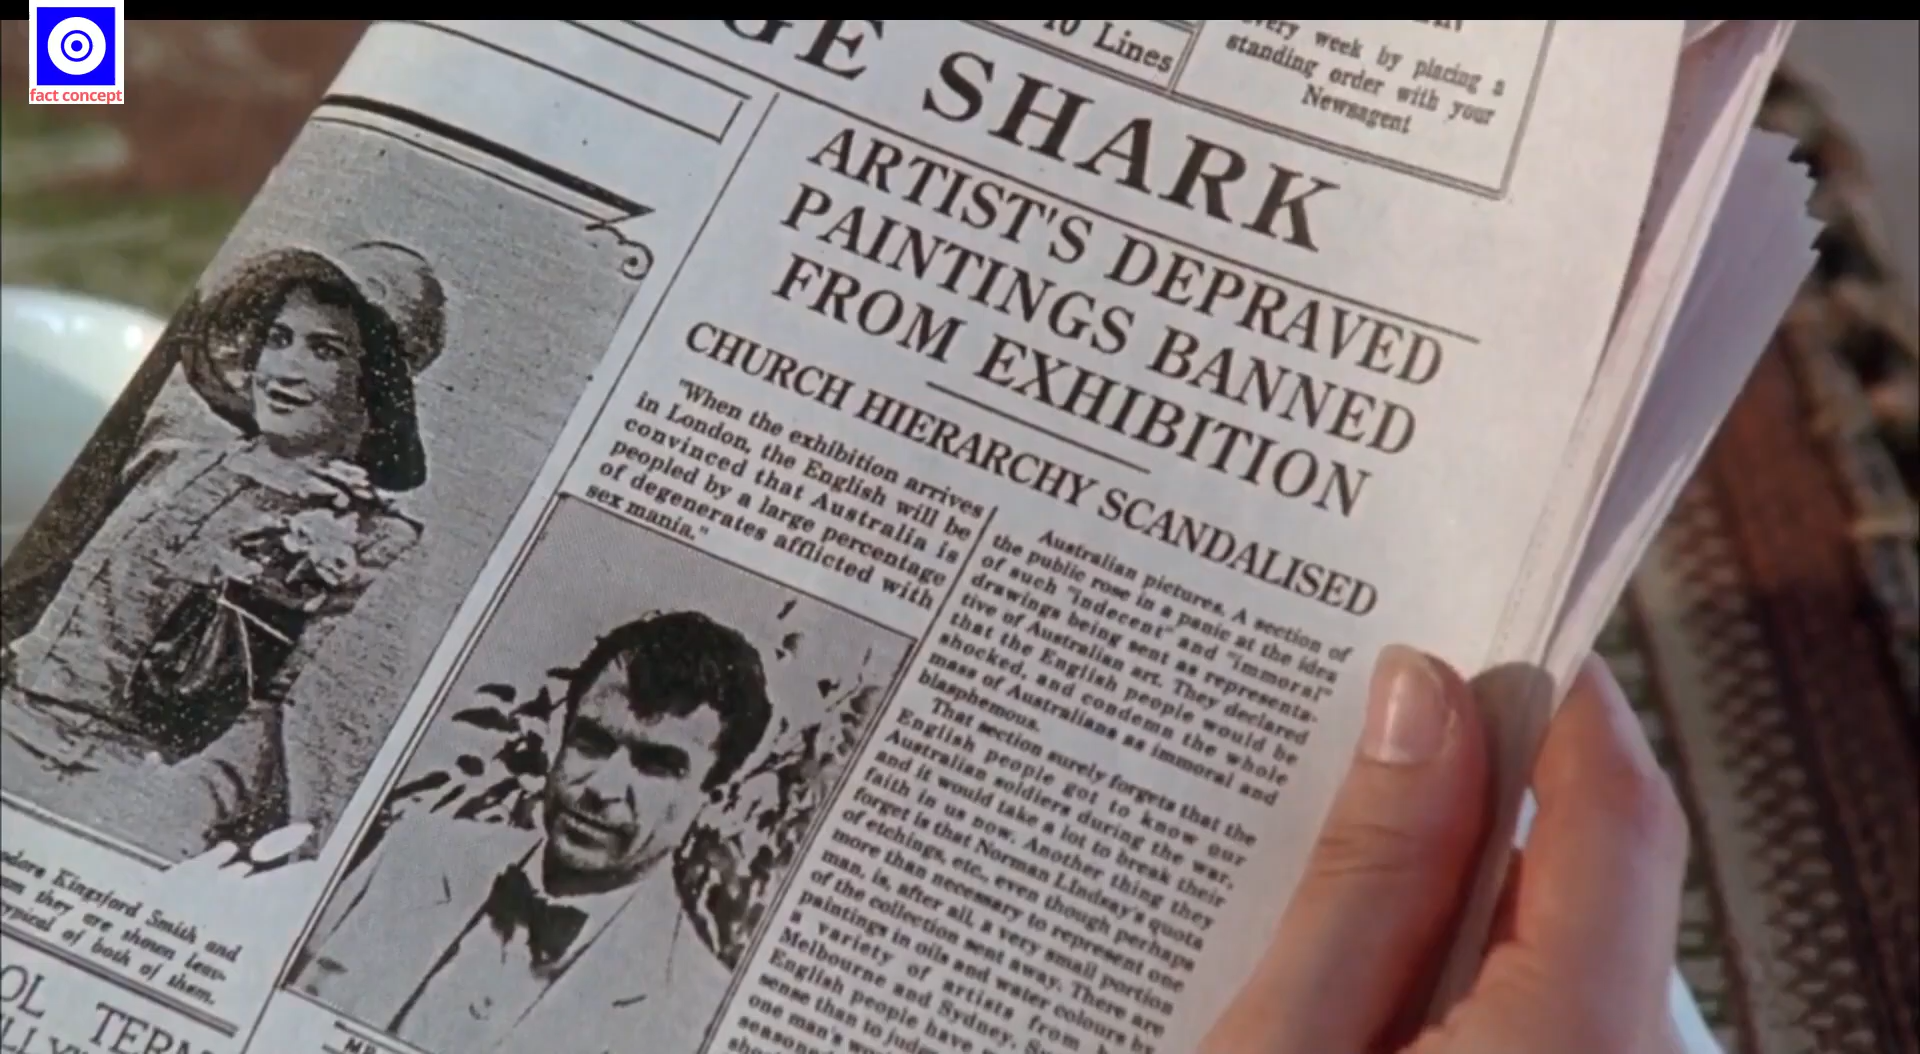 fact concept
10 Lines
every week by placing a
standing order with your
Newsagent
GE SHARK
ARTIST'S DEPRAVED
PAINTINGS BANNED
FROM EXHIBITION
CHURCH HIERARCHY SCANDALISED
"When the exhibition arrives
in London, the English will be
convinced that Australia is
peopled by a large percentage
of degenerates afflicted with
sex mania."
Australian pictures. A section of
the public rose in a panic at the idea
of such "indecent" and "immoral"
drawings being sent as representa-
tive of Australian art. They declared
that the English people would be
shocked, and condemn the whole
mass of Australians as immoral and
blasphemous.
That section surely forgets that the
English people got to know our
Australian soldiers during the war,
and it would take a lot to break their
faith in us now. Another thing they
forget is that Norman Lindsay's quota
of etchings, etc., even though perhaps
more than necessary to represent one
man, is, after all, a very small portion
of the collection sent away. There are
paintings in oils and water colours by
a variety of artists from
Melbourne and Sydney.
English people have
sense than to
one man's
Kingsford Smith and
they are shown leav-
typical of both of them.
OL TERM